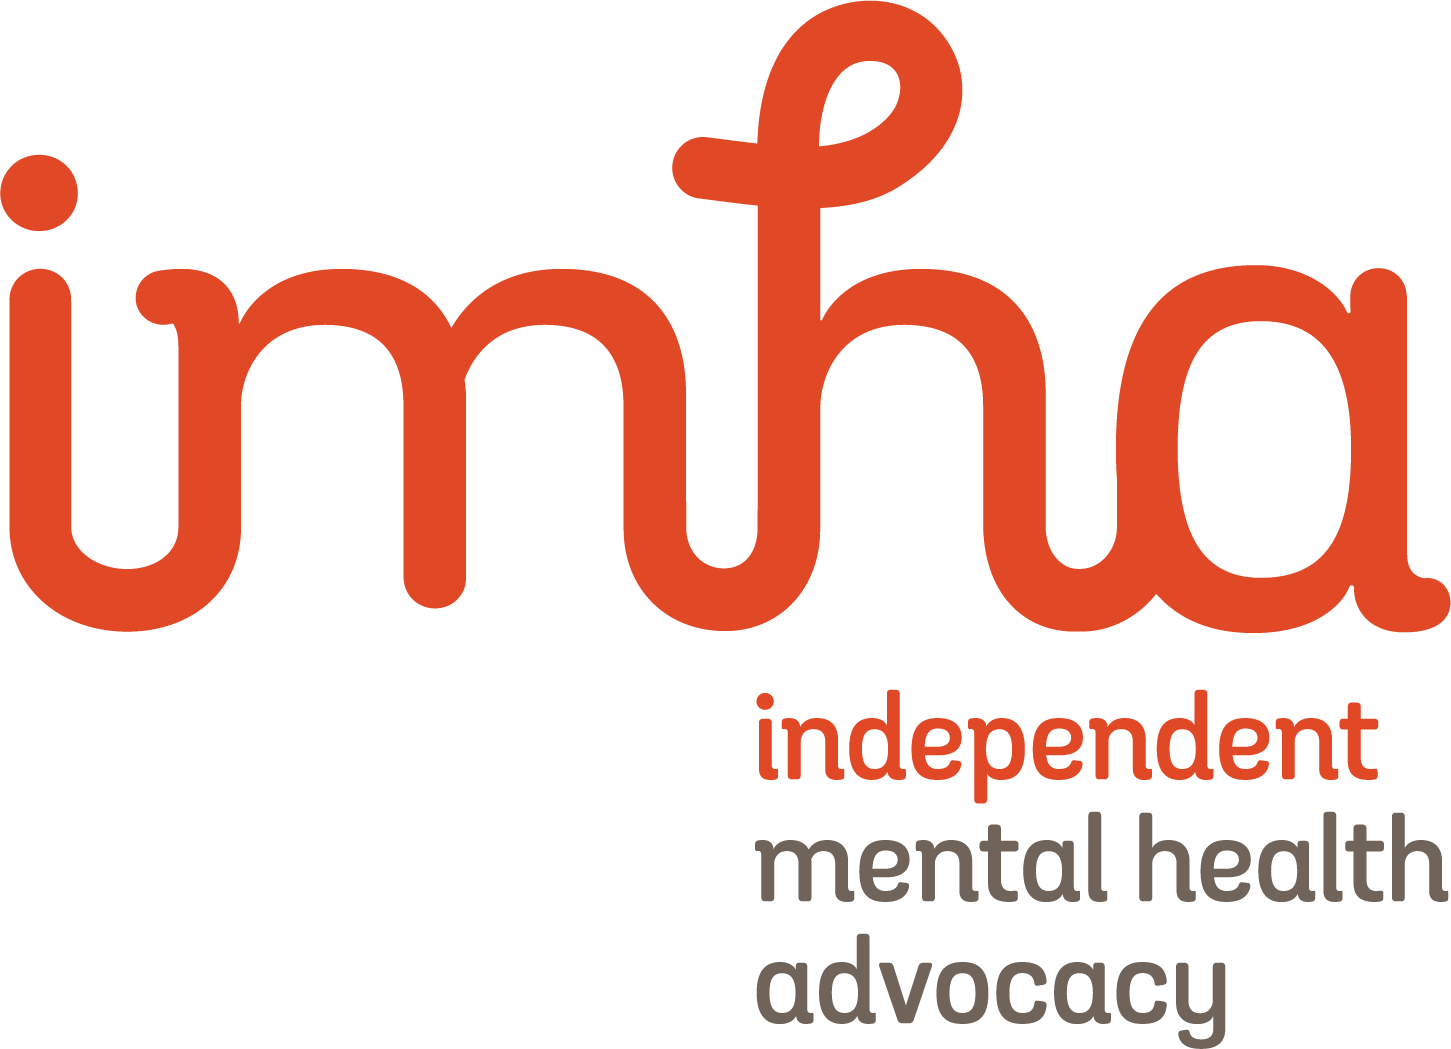 imha
independent
mental health
advocacy